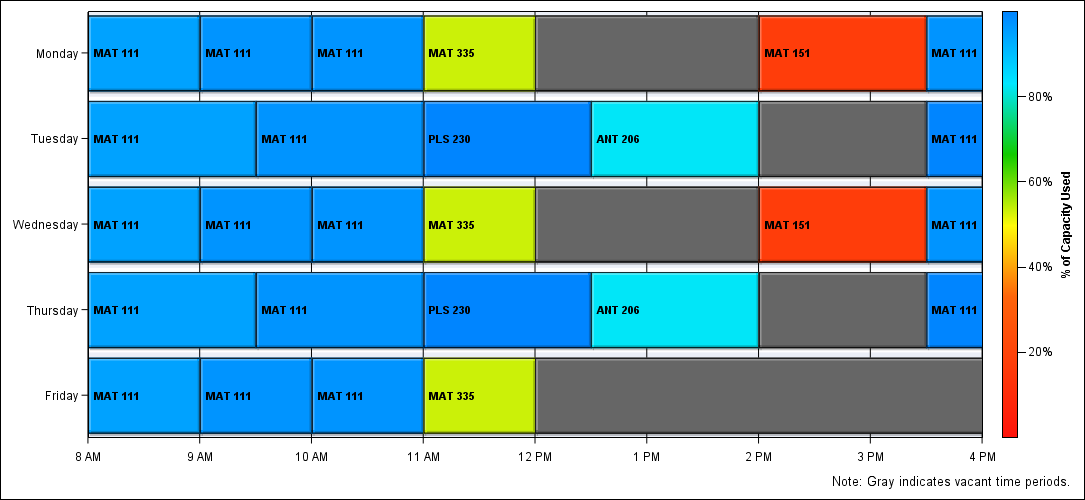 Monday MAT 111 MAT 111 MAT 111 MAT 335 MAT 151 MAT 111
80%
Tuesday MAT 111 MAT 111 PLS 230 ANT 206 MAT 111
60%
Wednesday MAT 111 MAT 111 MAT 111 MAT 335 MAT 151 MAT 111
% of Capacity Used
40%
Thursday MAT 111 MAT 111 PLS 230 ANT 206 MAT 111
20%
Friday MAT 111 MAT 111 MAT 111 MAT 335
8 AM 9 AM 10 AM 11 AM 12 PM 1 PM 2 PM 3 PM 4 PM
Note: Gray indicates vacant time periods.